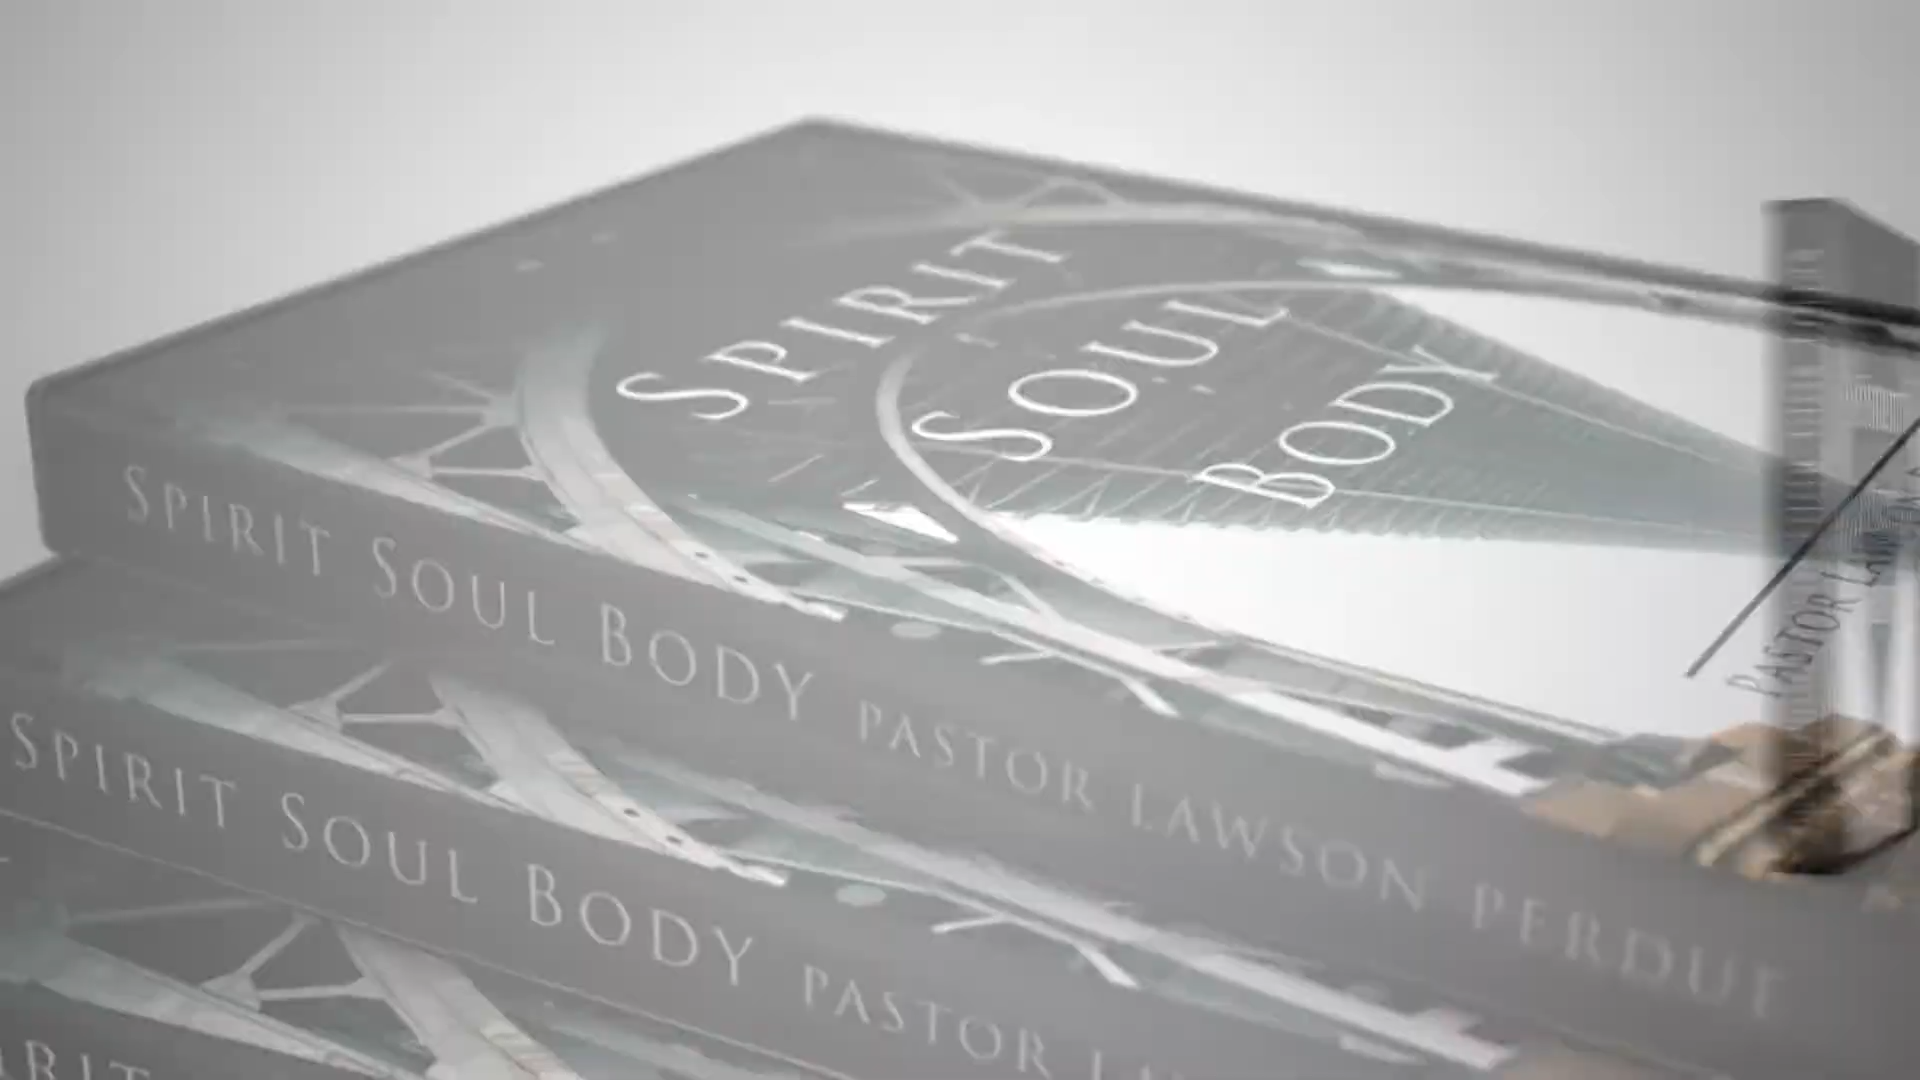 SPIRIT
SOUL
BODY
SPIRIT SOUL BODY PASTOR LAWSON PERDUE
SPIRIT SOUL BODY PASTOR
PASTOR